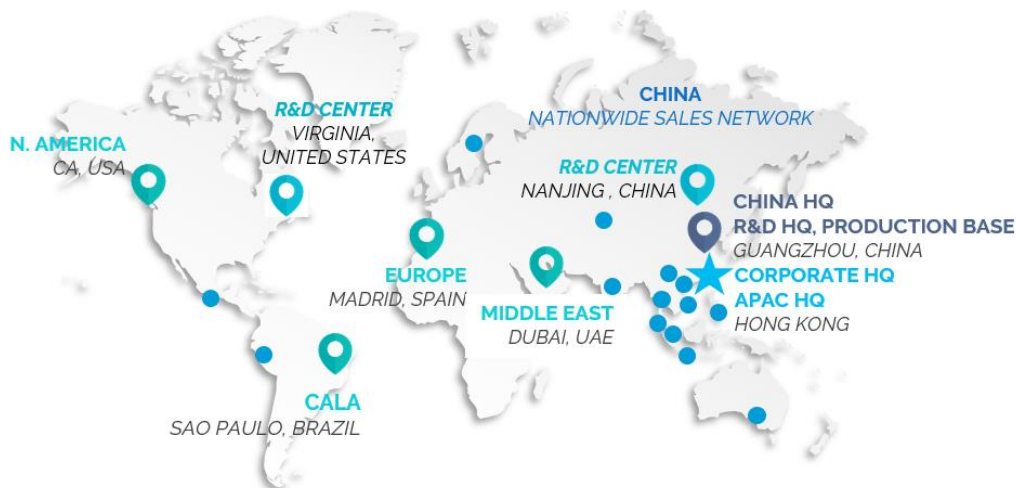 CHINA
NATIONWIDE SALES NETWORK
R&D CENTER
VIRGINIA,
UNITED STATES
N. AMERICA
CA, USA
R&D CENTER
NANJING , CHINA
CHINA HQ
R&D HQ, PRODUCTION BASE
GUANGZHOU, CHINA
CORPORATE HQ
APAC HQ
HONG KONG
EUROPE
MADRID, SPAIN
MIDDLE EAST
DUBAI, UAE
CALA
SAO PAULO, BRAZIL